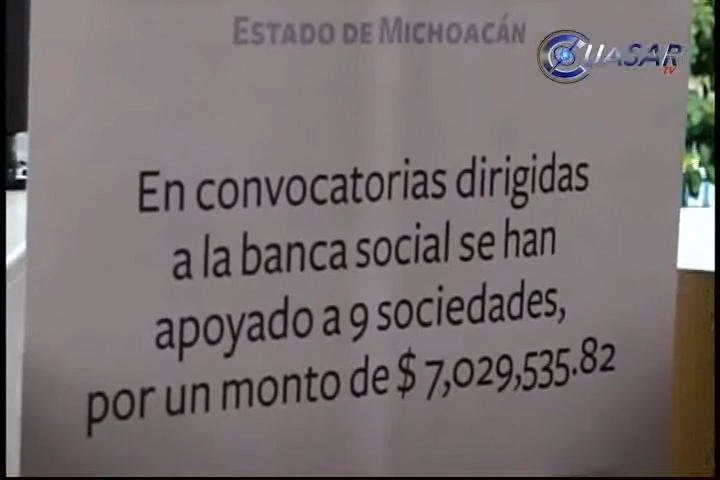 ESTADO DE MICHOACÁN
CUASAR
TV
En convocatorias dirigidas
a la banca social se han
apoyado a 9 sociedades,
por un monto de $ 7,029,535.82